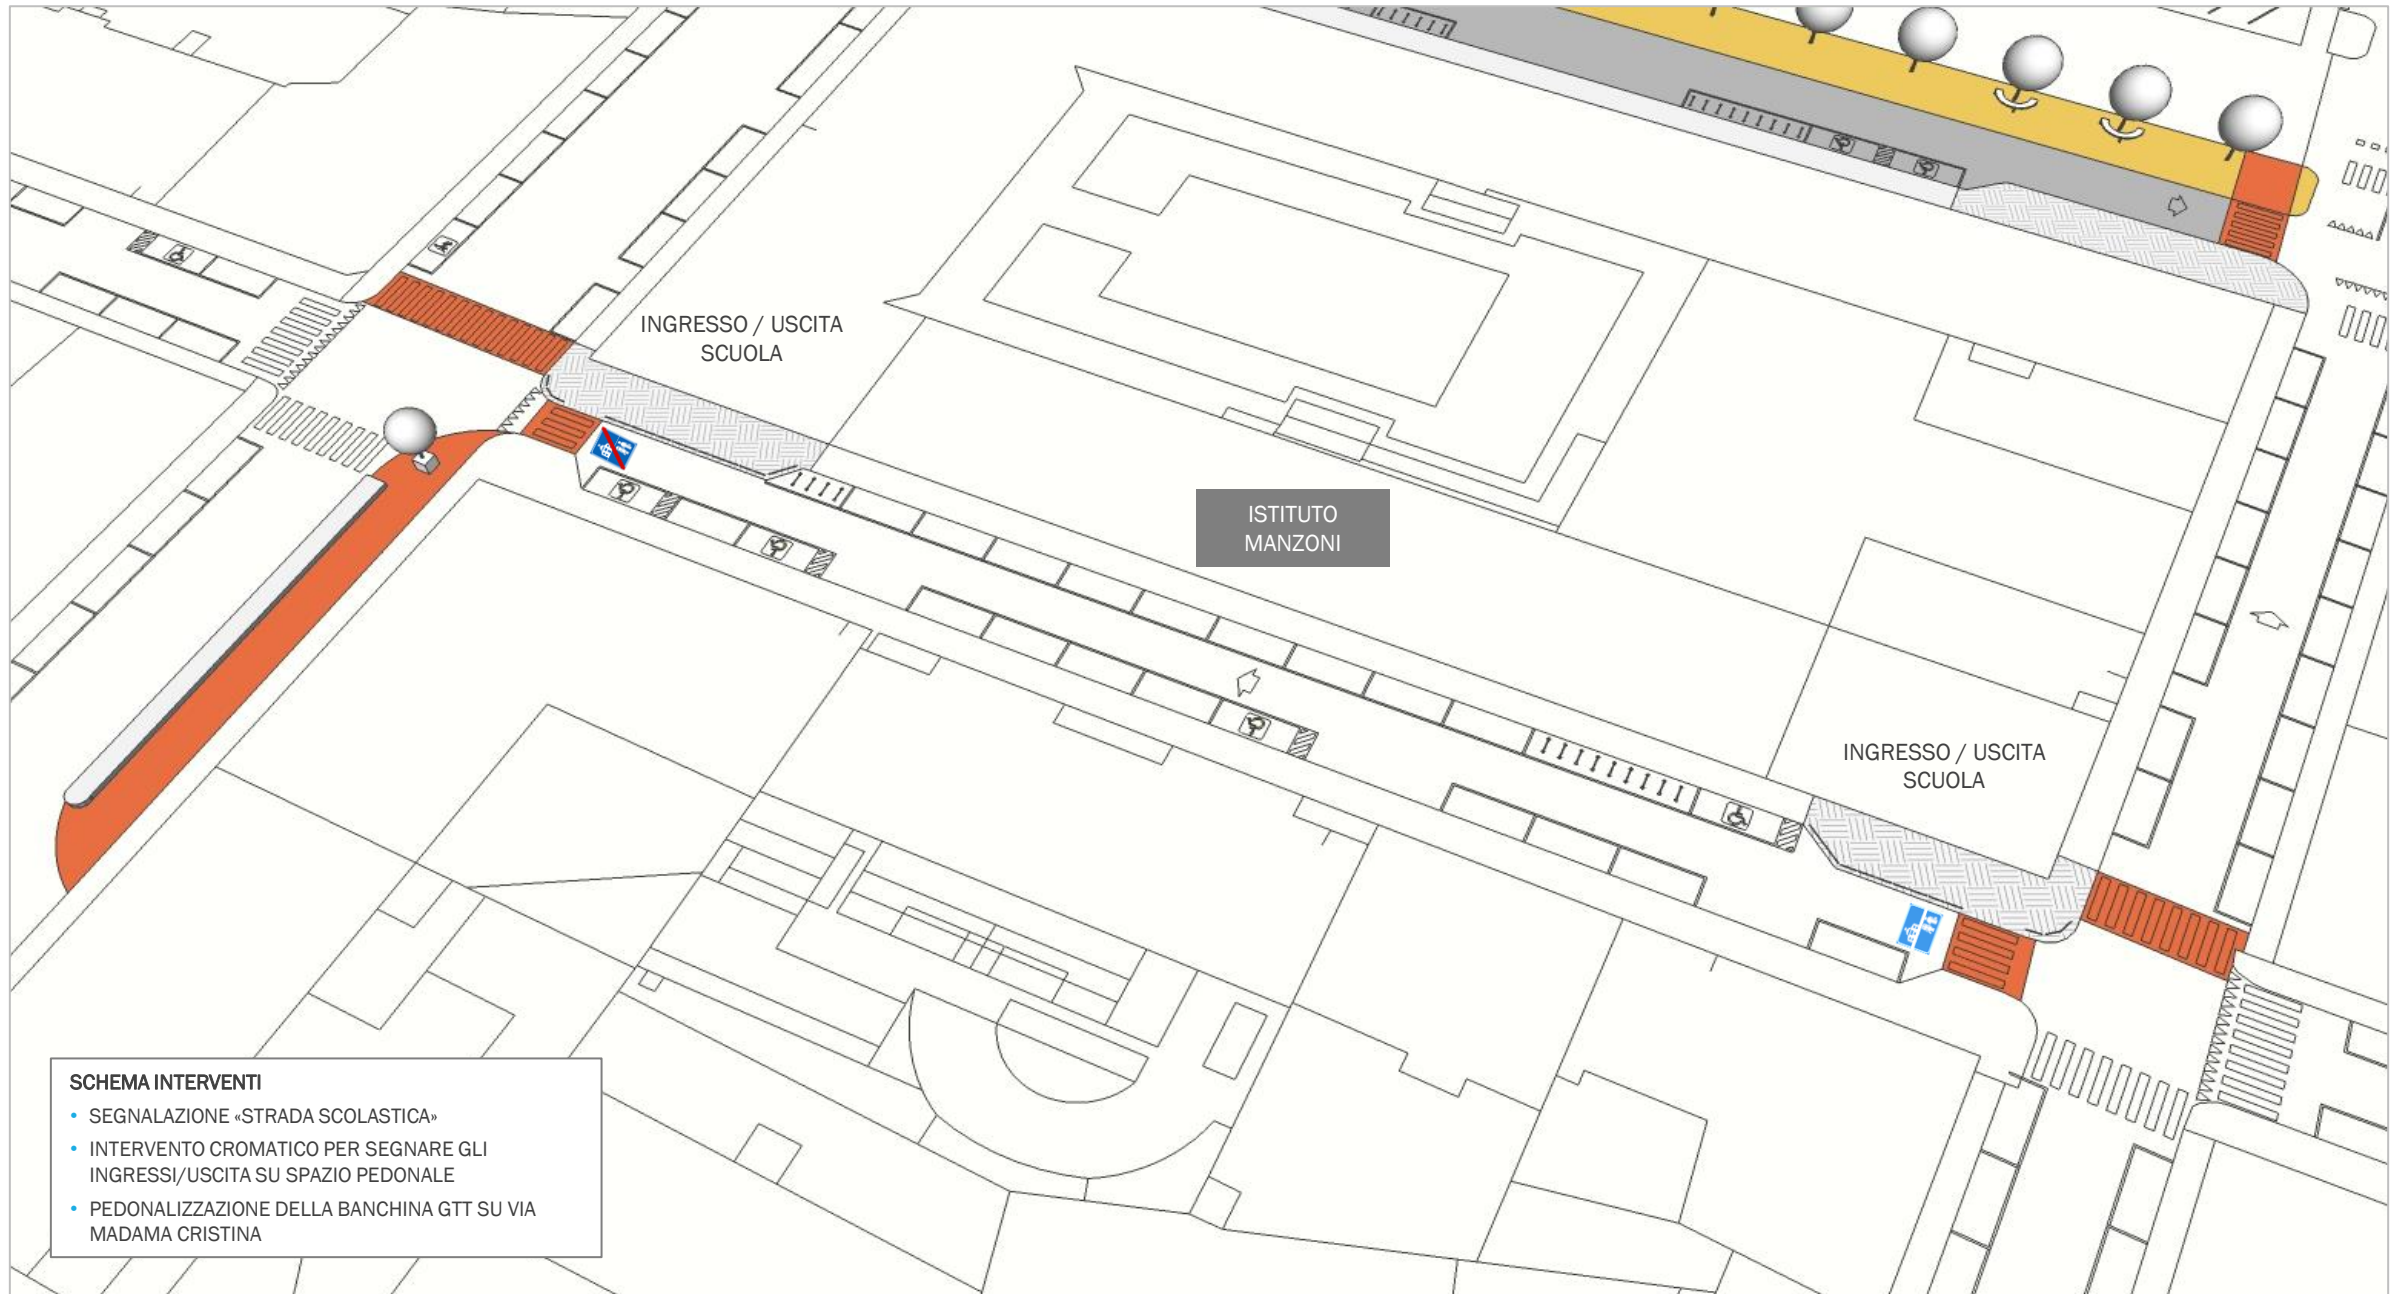 INGRESSO / USCITA
SCUOLA
ISTITUTO
MANZONI
INGRESSO / USCITA
SCUOLA
SCHEMA INTERVENTI
• SEGNALAZIONE «STRADA SCOLASTICA»
• INTERVENTO CROMATICO PER SEGNARE GLI
INGRESSI/USCITA SU SPAZIO PEDONALE
• PEDONALIZZAZIONE DELLA BANCHINA GTT SU VIA
MADAMA CRISTINA